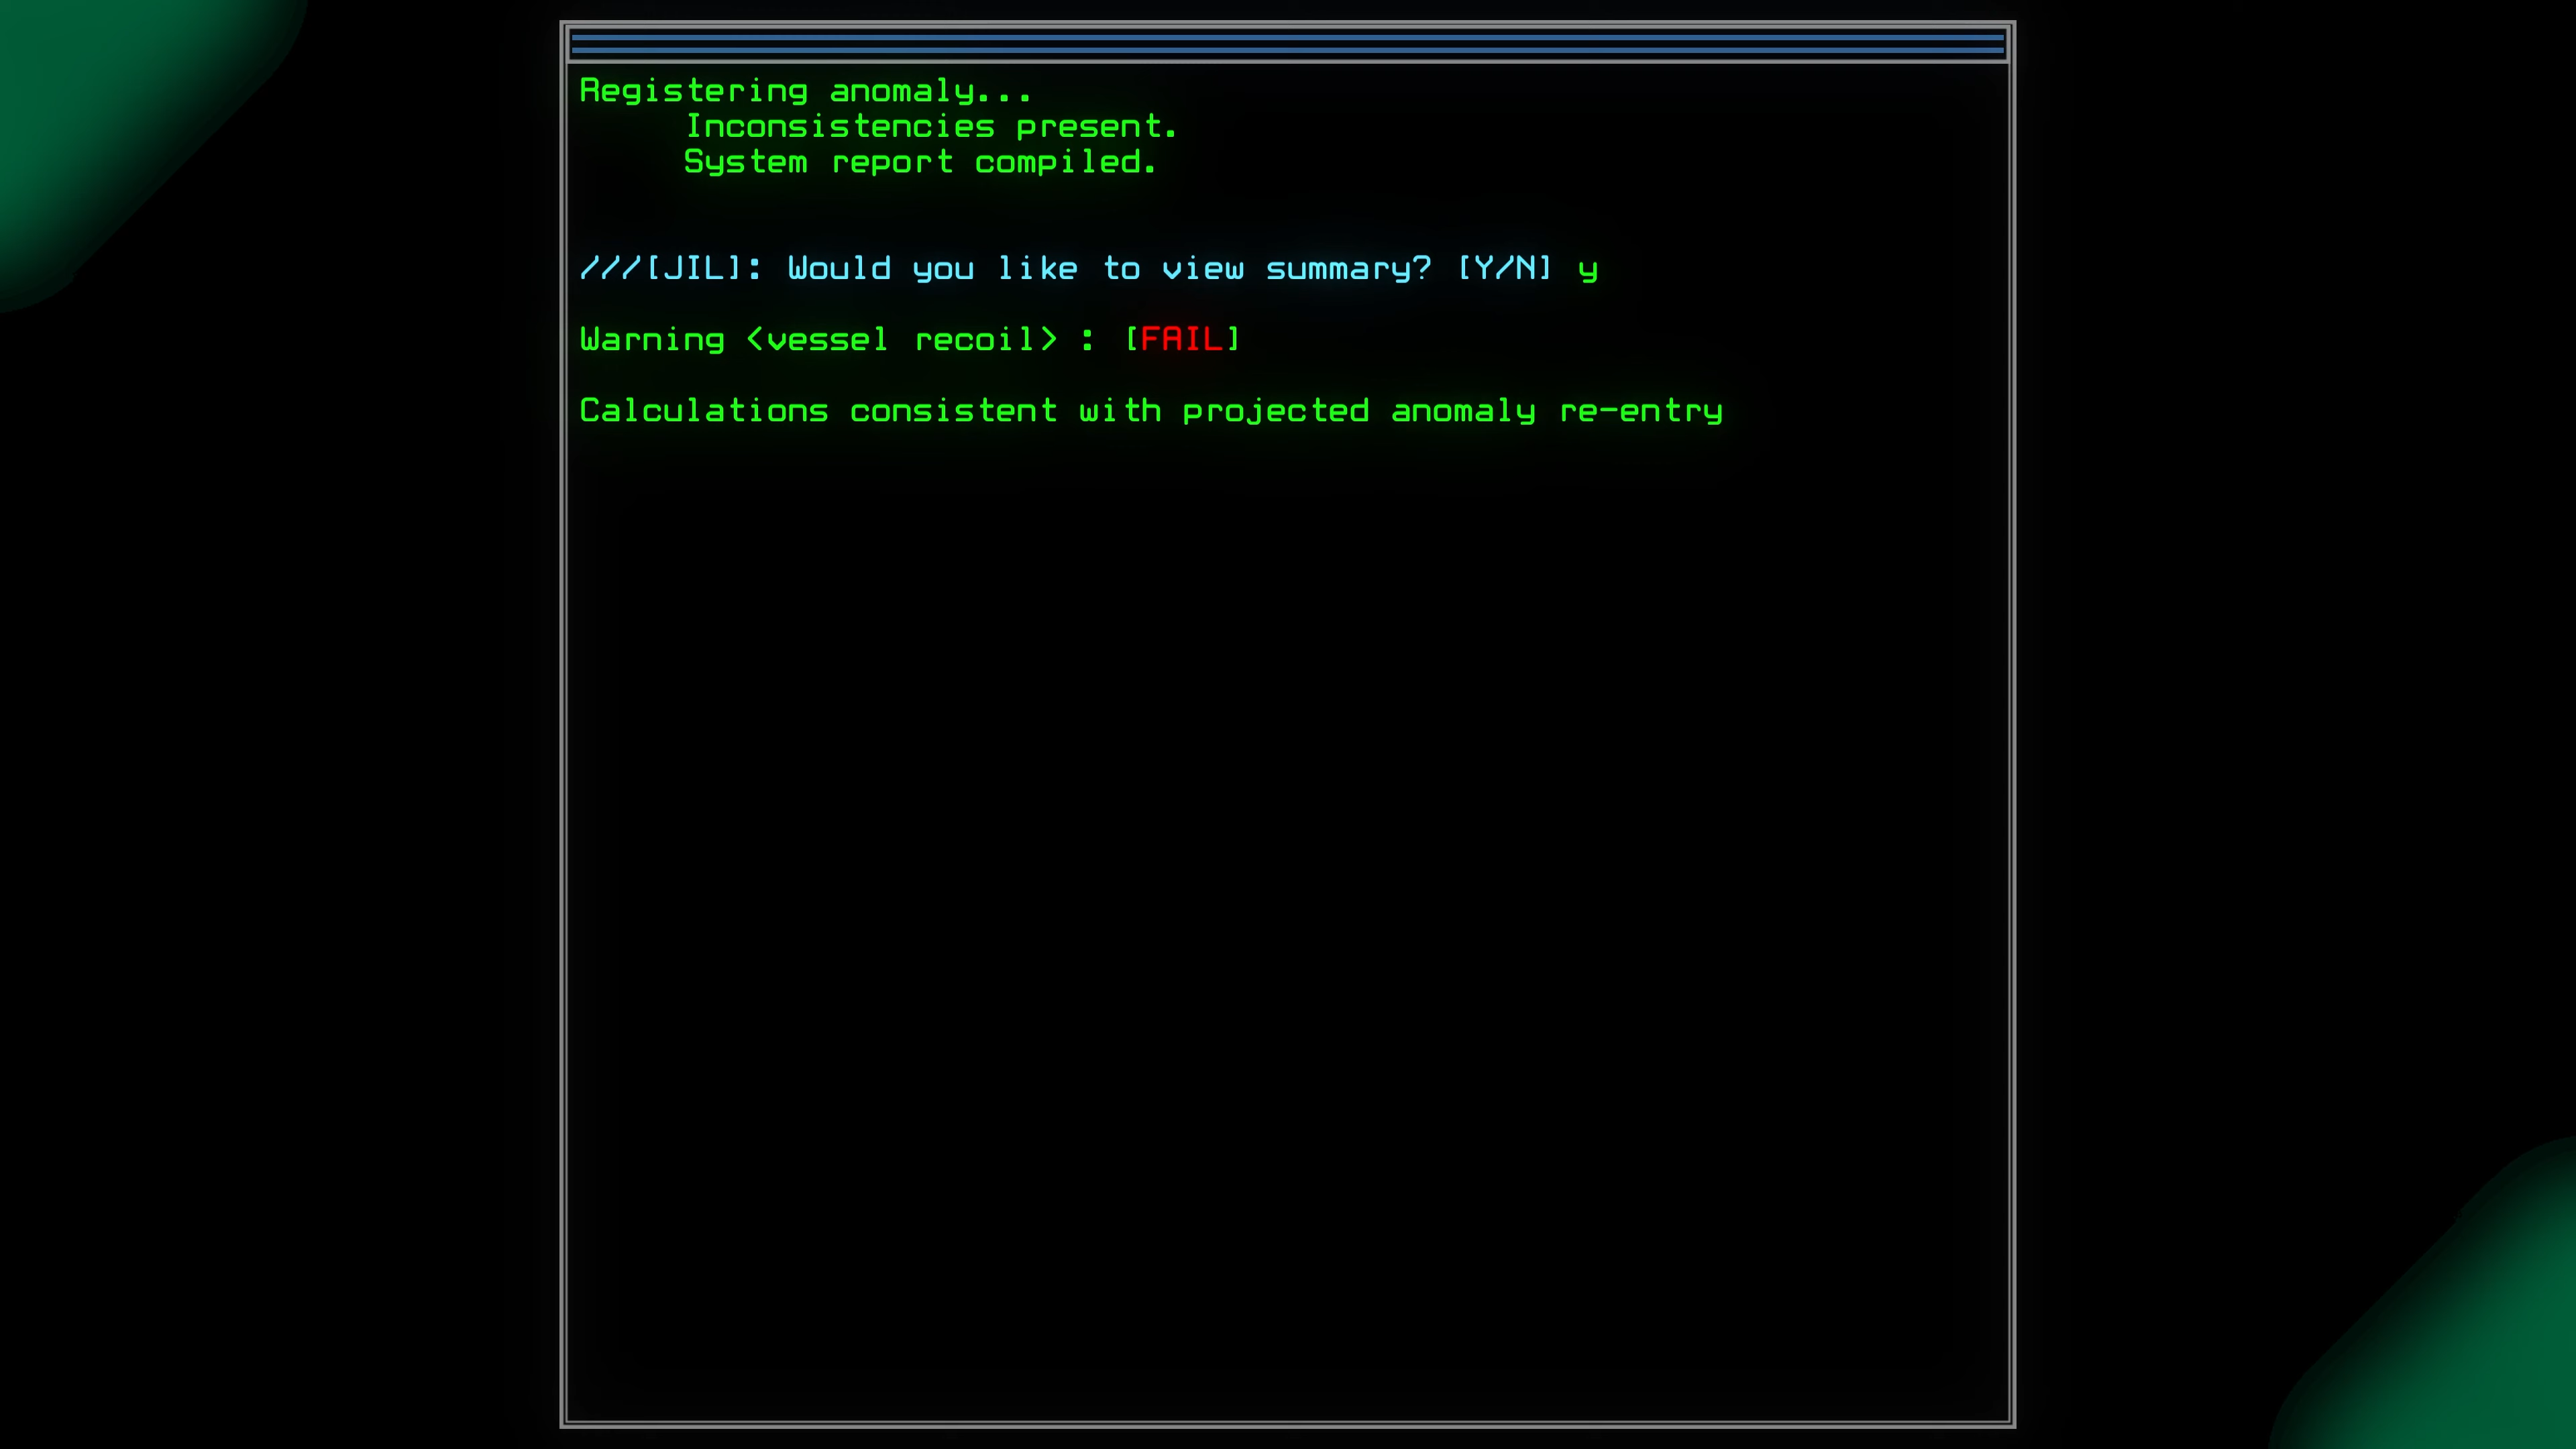 Registering anomaly...
Inconsistencies present.
System report compiled.
///[JIL]: Would you like to view summary? [Y/N] y
Warning <vessel recoil> : [FAIL]
Calculations consistent with projected anomaly re-entry